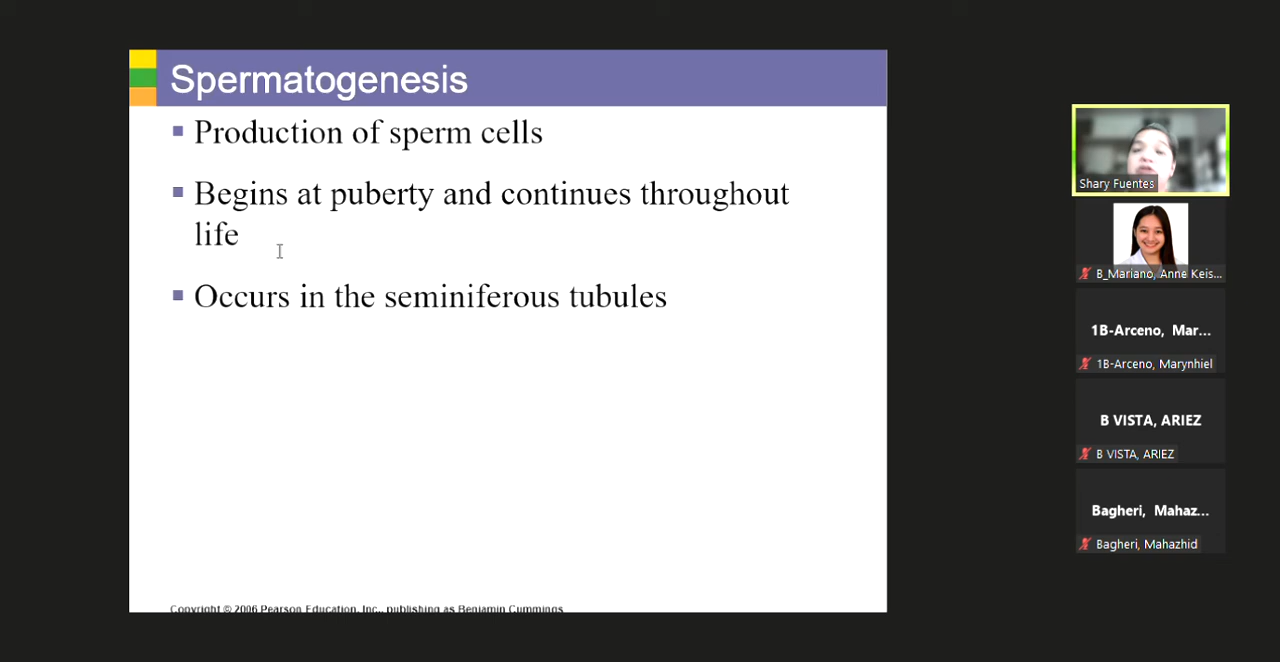 Spermatogenesis
Production of sperm cells
Begins at puberty and continues throughout
life
Occurs in the seminiferous tubules
Copyright © 2006 Pearson Education, Inc., publishing as Benjamin Cummings
Shary Fuentes
B_Mariano, Anne Keis...
1B-Arceno, Mar...
1B-Arceno, Marynhiel
B VISTA, ARIEZ
B VISTA, ARIEZ
Bagheri, Mahaz...
Bagheri, Mahazhid